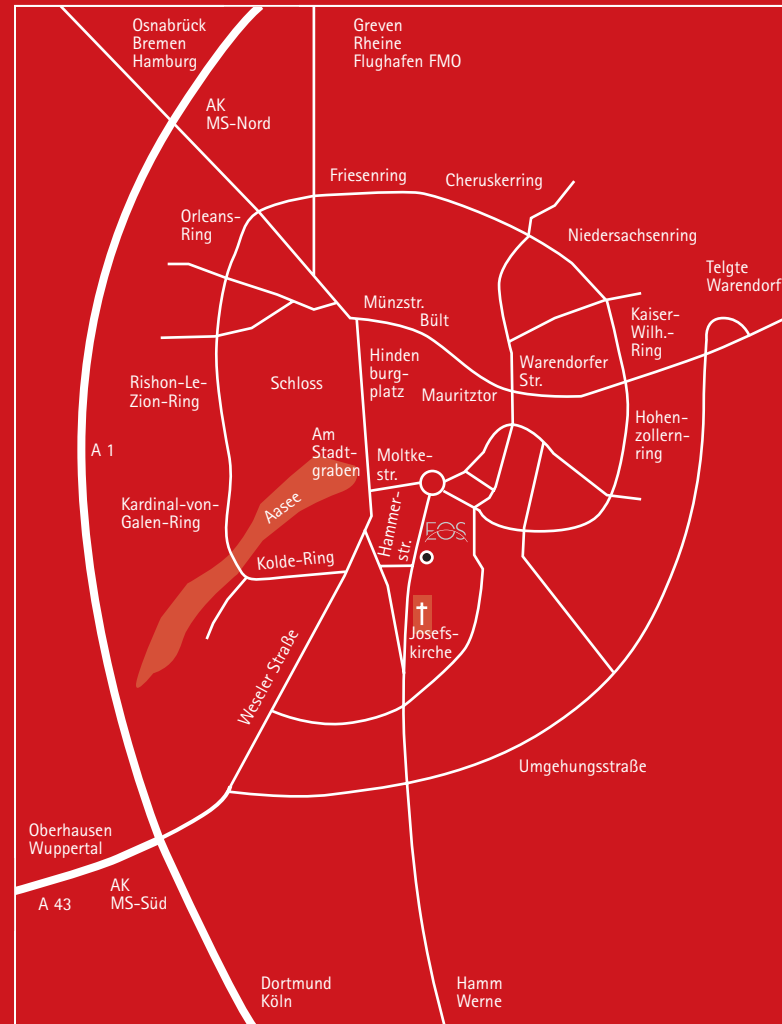 Osnabrück
Bremen
Hamburg
Greven
Rheine
Flughafen FMO
AK
MS-Nord
Friesenring
Cheruskerring
Orleans-
Ring
Niedersachsenring
Telgte
Warendorf
Münzstr.
Bült
Kaiser-
Wilh.-
Ring
Hinden
burg-
platz
Warendorfer
Str.
Rishon-Le-
Zion-Ring
Schloss
Mauritztor
Hohen-
zollern-
ring
A 1
Am
Stadt-
graben
Moltke-
str.
Kardinal-von-
Galen-Ring
Aasee
Hammer-
str.
EOS
Kolde-Ring
Josefs-
kirche
Weseler Straße
Umgehungsstraße
Oberhausen
Wuppertal
A 43
AK
MS-Süd
Dortmund
Köln
Hamm
Werne